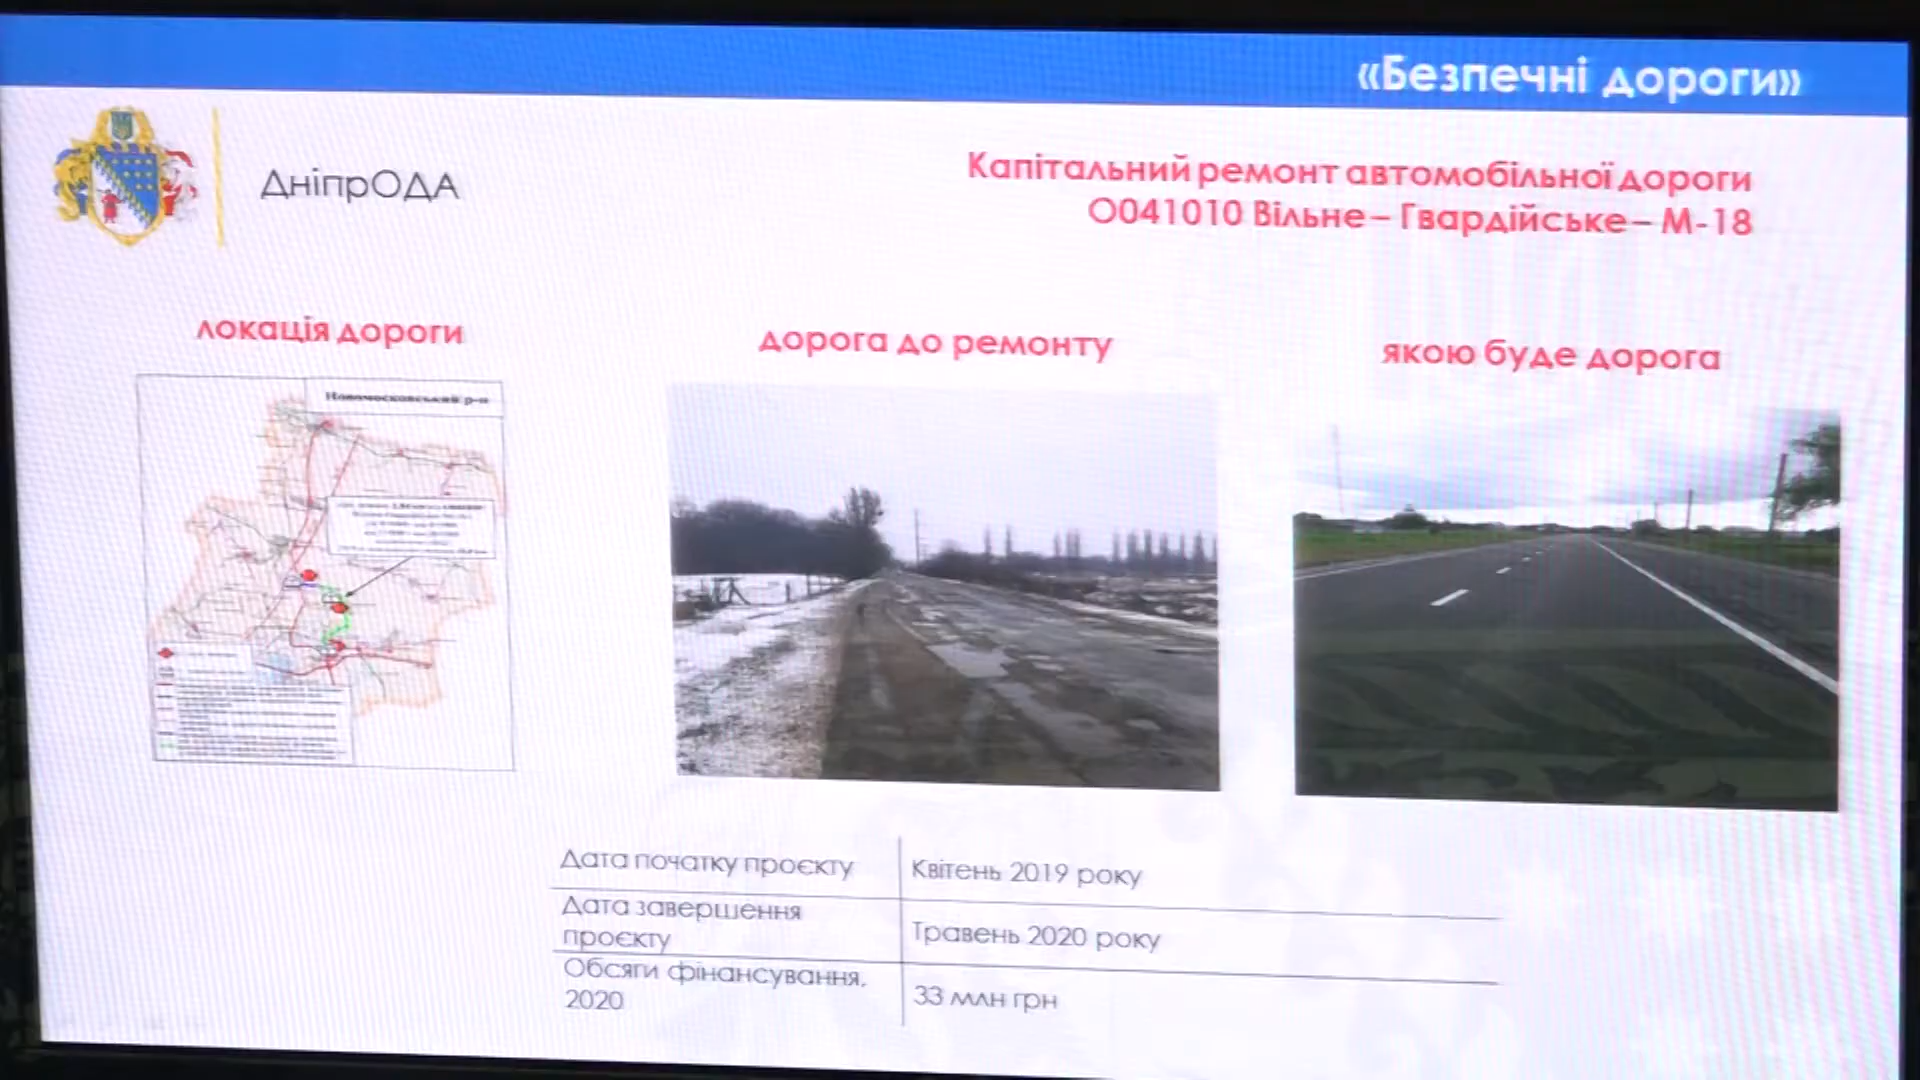 «Безпечні дороги»
ДніпрОДА
Капітальний ремонт автомобільної дороги
О041010 Вільне – Гвардійське – М-18
локація дороги
дорога до ремонту
якою буде дорога
Новомосковський р-н
Дата початку проєкту
Квітень 2019 року
Дата завершення
проєкту
Травень 2020 року
Обсяги фінансування,
2020
33 млн грн